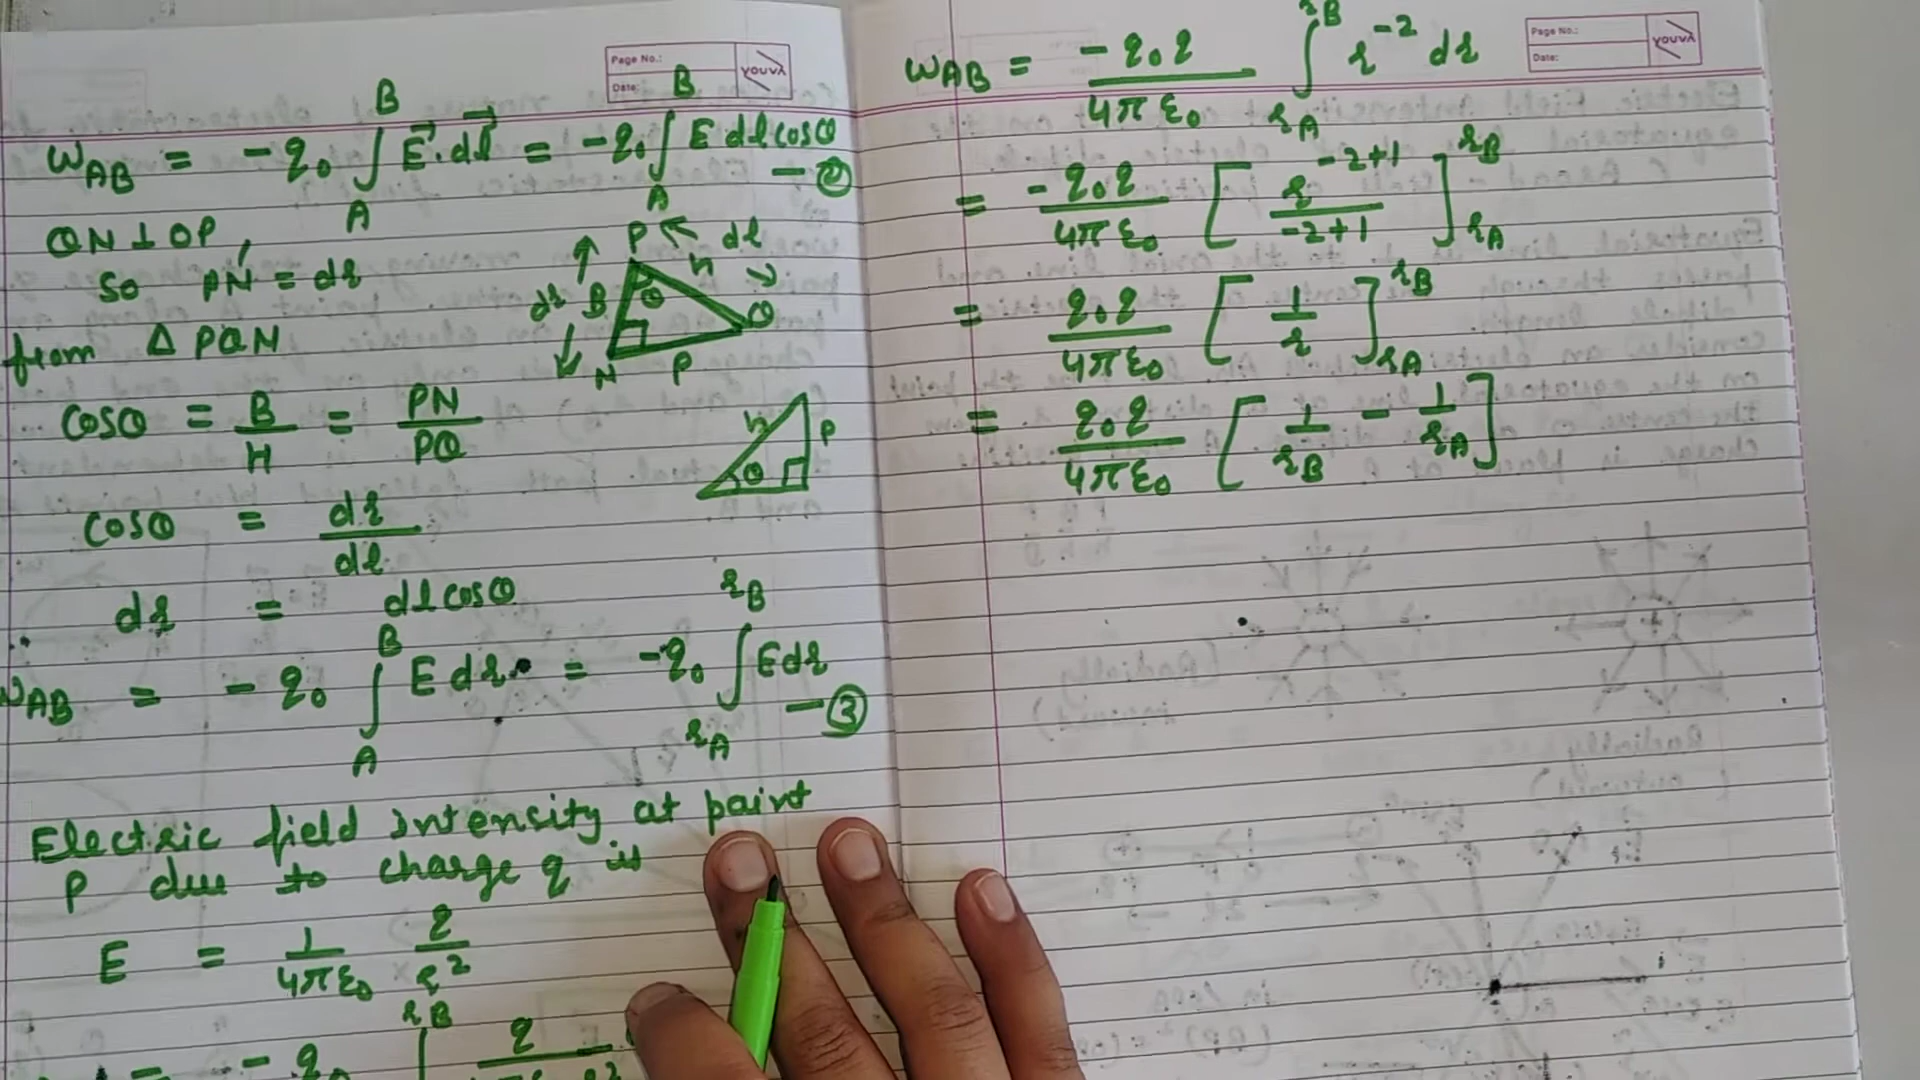 Page No.:
Date:
YOUVA
W_AB = -q₀ ∫_A^B E⃗·dl⃗ = -q₀ ∫_A^B E dl cosθ —②
QN ⊥ OP,
So PN = dr
from Δ PQN
P dl
dr B θ h Q
N P
cosθ = B/H = PN/PQ
h P θ
cosθ = dr/dl
∴ dr = dl cosθ
W_AB = -q₀ ∫_A^B E dr = -q₀ ∫_{r_A}^{r_B} E dr —③
Electric field intensity at point
P due to charge q is
E = 1/4πε₀ q/r²
= -q₀ ∫^{r_B} q
Page No.:
Date:
YOUVA
W_AB = -q₀q/4πε₀ ∫_{r_A}^{r_B} r⁻² dr
= -q₀q/4πε₀ [r^{-2+1}/-2+1]_{r_A}^{r_B}
= q₀q/4πε₀ [1/r]_{r_A}^{r_B}
= q₀q/4πε₀ [1/r_B - 1/r_A]